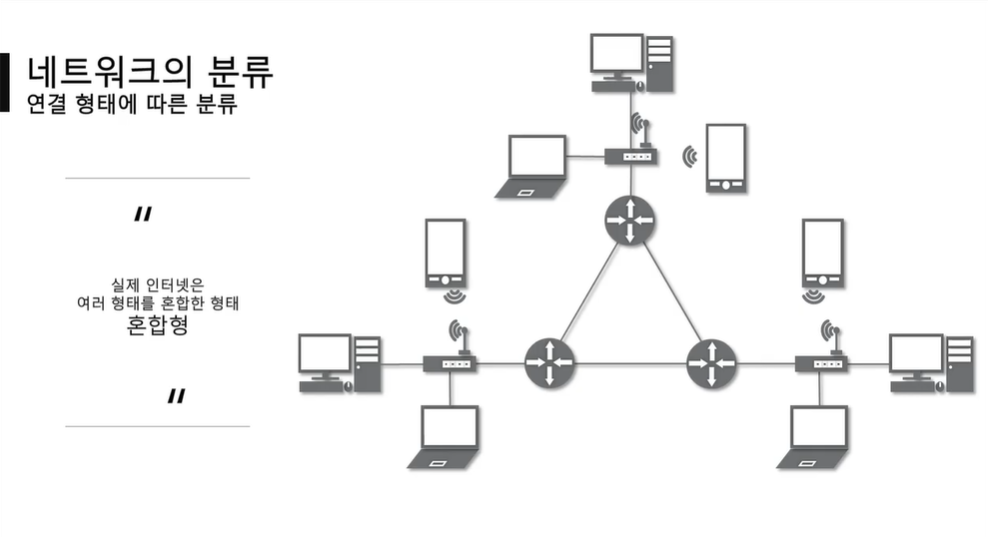 네트워크의 분류
연결 형태에 따른 분류
"
실제 인터넷은
여러 형태를 혼합한 형태
혼합형
"